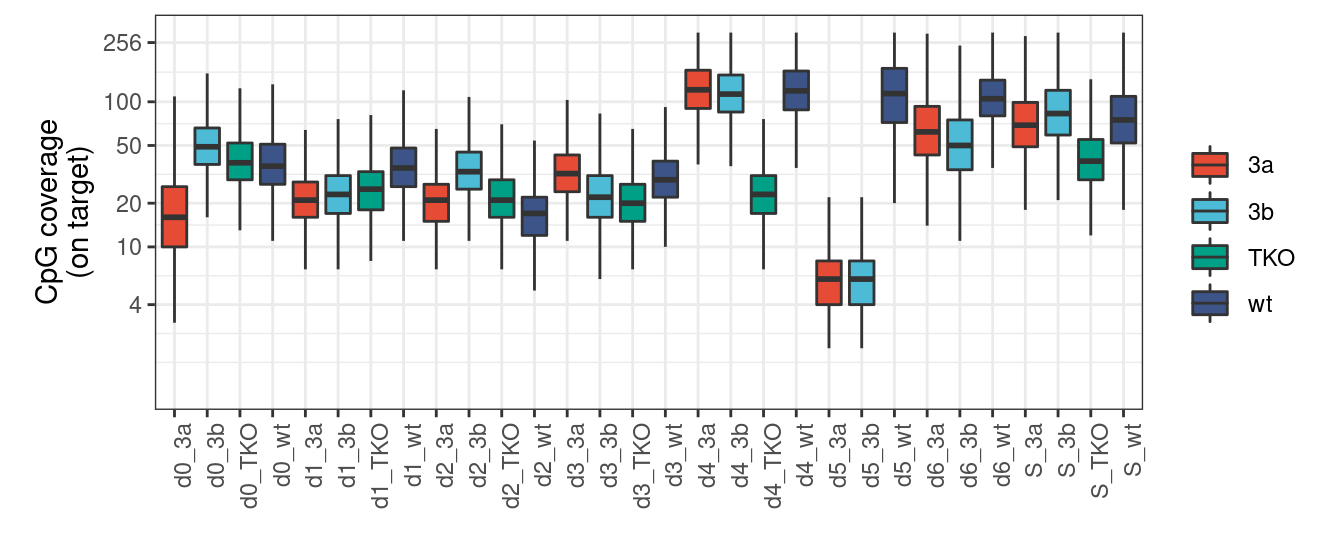 CpG coverage
(on target)
256
100
50
20
10
4
d0_3a
d0_3b
d0_TKO
d0_wt
d1_3a
d1_3b
d1_TKO
d1_wt
d2_3a
d2_3b
d2_TKO
d2_wt
d3_3a
d3_3b
d3_TKO
d3_wt
d4_3a
d4_3b
d4_TKO
d4_wt
d5_3a
d5_3b
d5_wt
d6_3a
d6_3b
d6_wt
S_3a
S_3b
S_TKO
S_wt
3a
3b
TKO
wt